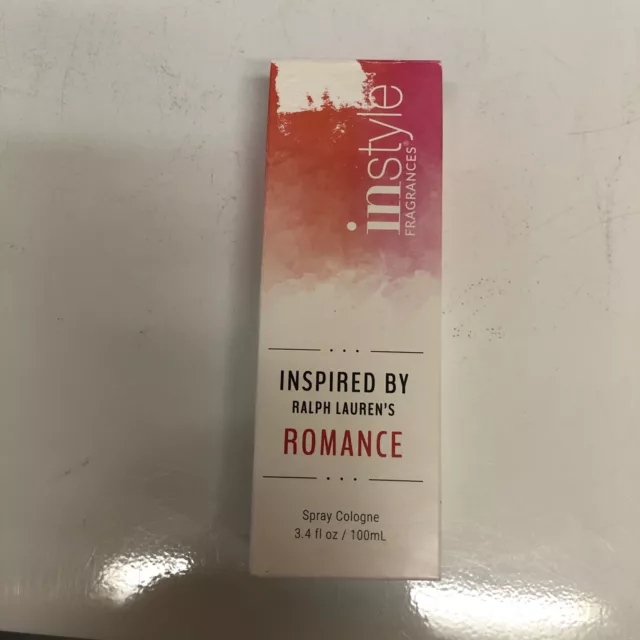 instyle
FRAGRANCES®
INSPIRED BY
RALPH LAUREN'S
ROMANCE
Spray Cologne
3.4 fl oz / 100mL